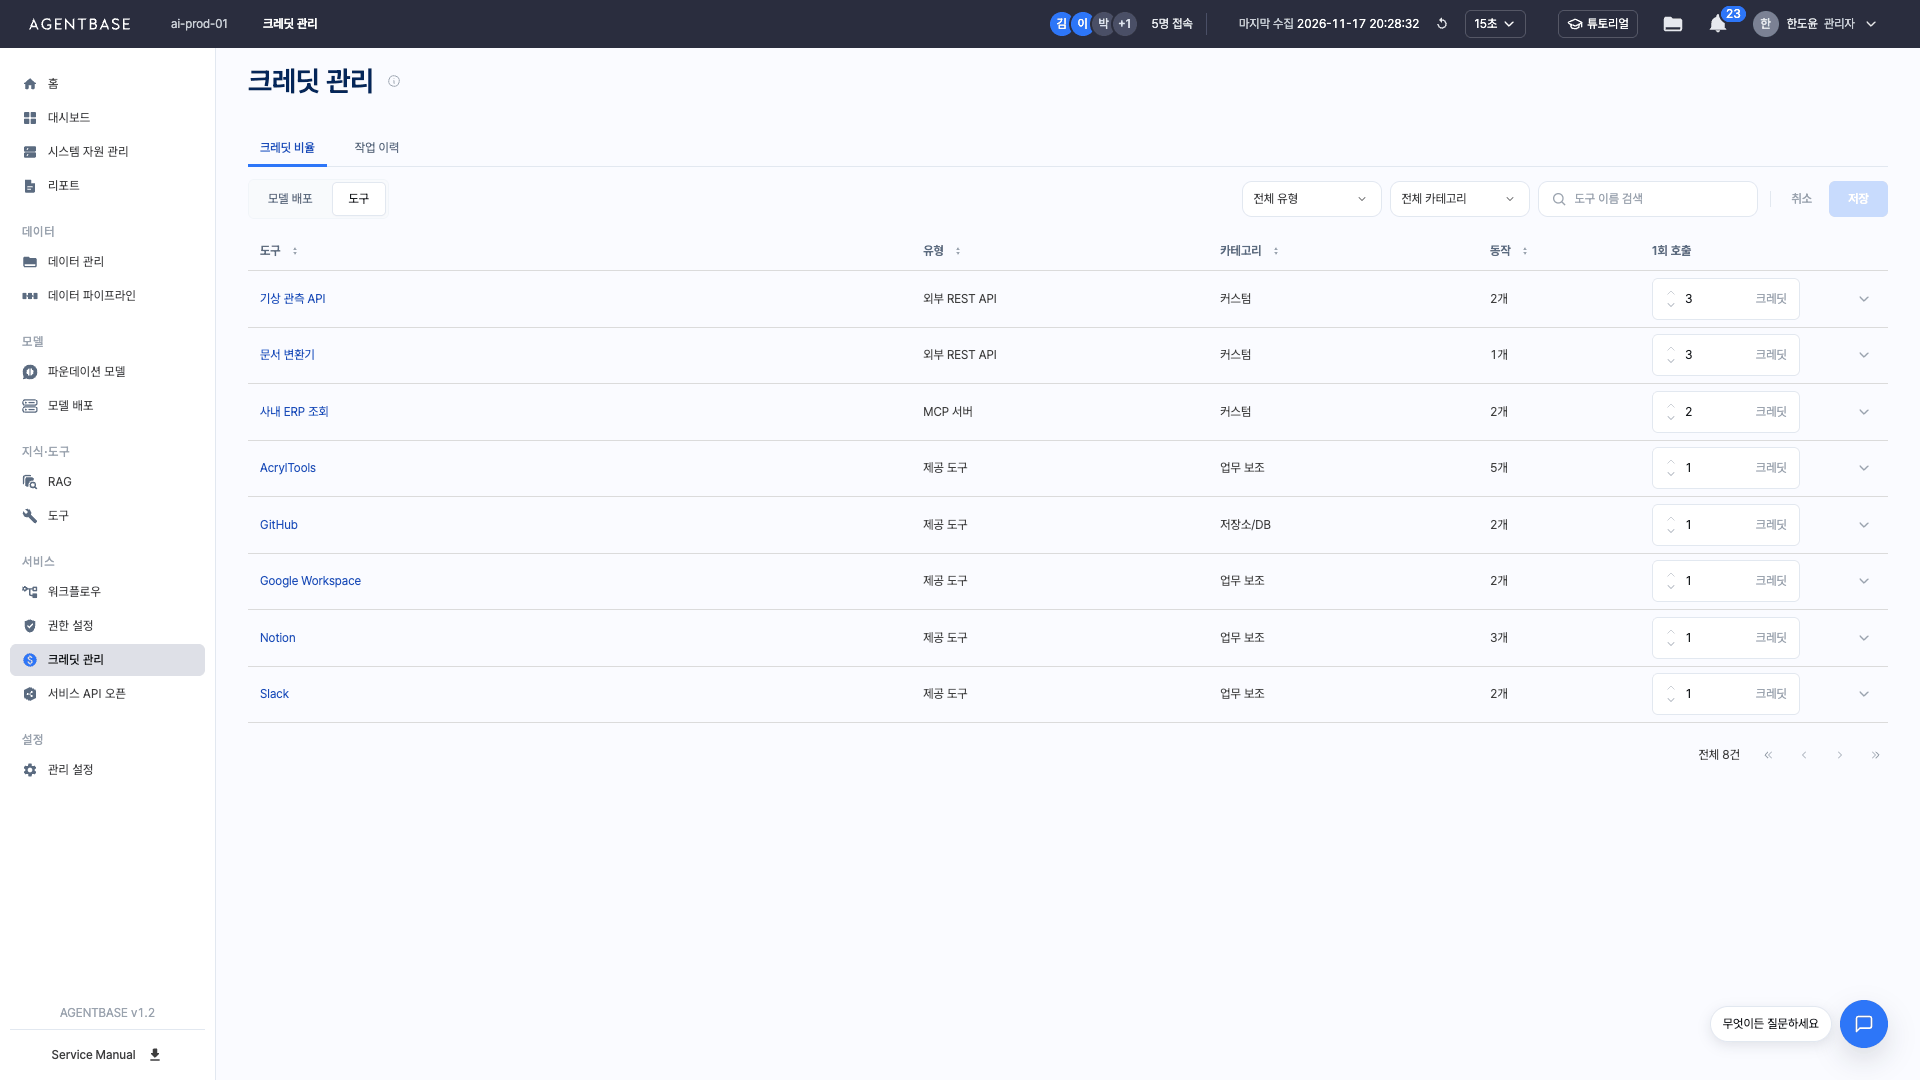 AGENTBASE
ai-prod-01
크레딧 관리
김 이 박 +1 5명 접속
마지막 수집 2026-11-17 20:28:32
15초
튜토리얼
23
한 한도윤 관리자
홈
대시보드
시스템 자원 관리
리포트
데이터
데이터 관리
데이터 파이프라인
모델
파운데이션 모델
모델 배포
지식·도구
RAG
도구
서비스
워크플로우
권한 설정
크레딧 관리
서비스 API 오픈
설정
관리 설정
AGENTBASE v1.2
Service Manual
크레딧 관리
크레딧 비율 작업 이력
모델 배포 도구
전체 유형 전체 카테고리 도구 이름 검색 취소 저장
도구 유형 카테고리 동작 1회 호출
기상 관측 API 외부 REST API 커스텀 2개 3 크레딧
문서 변환기 외부 REST API 커스텀 1개 3 크레딧
사내 ERP 조회 MCP 서버 커스텀 2개 2 크레딧
AcrylTools 제공 도구 업무 보조 5개 1 크레딧
GitHub 제공 도구 저장소/DB 2개 1 크레딧
Google Workspace 제공 도구 업무 보조 2개 1 크레딧
Notion 제공 도구 업무 보조 3개 1 크레딧
Slack 제공 도구 업무 보조 2개 1 크레딧
전체 8건
무엇이든 질문하세요